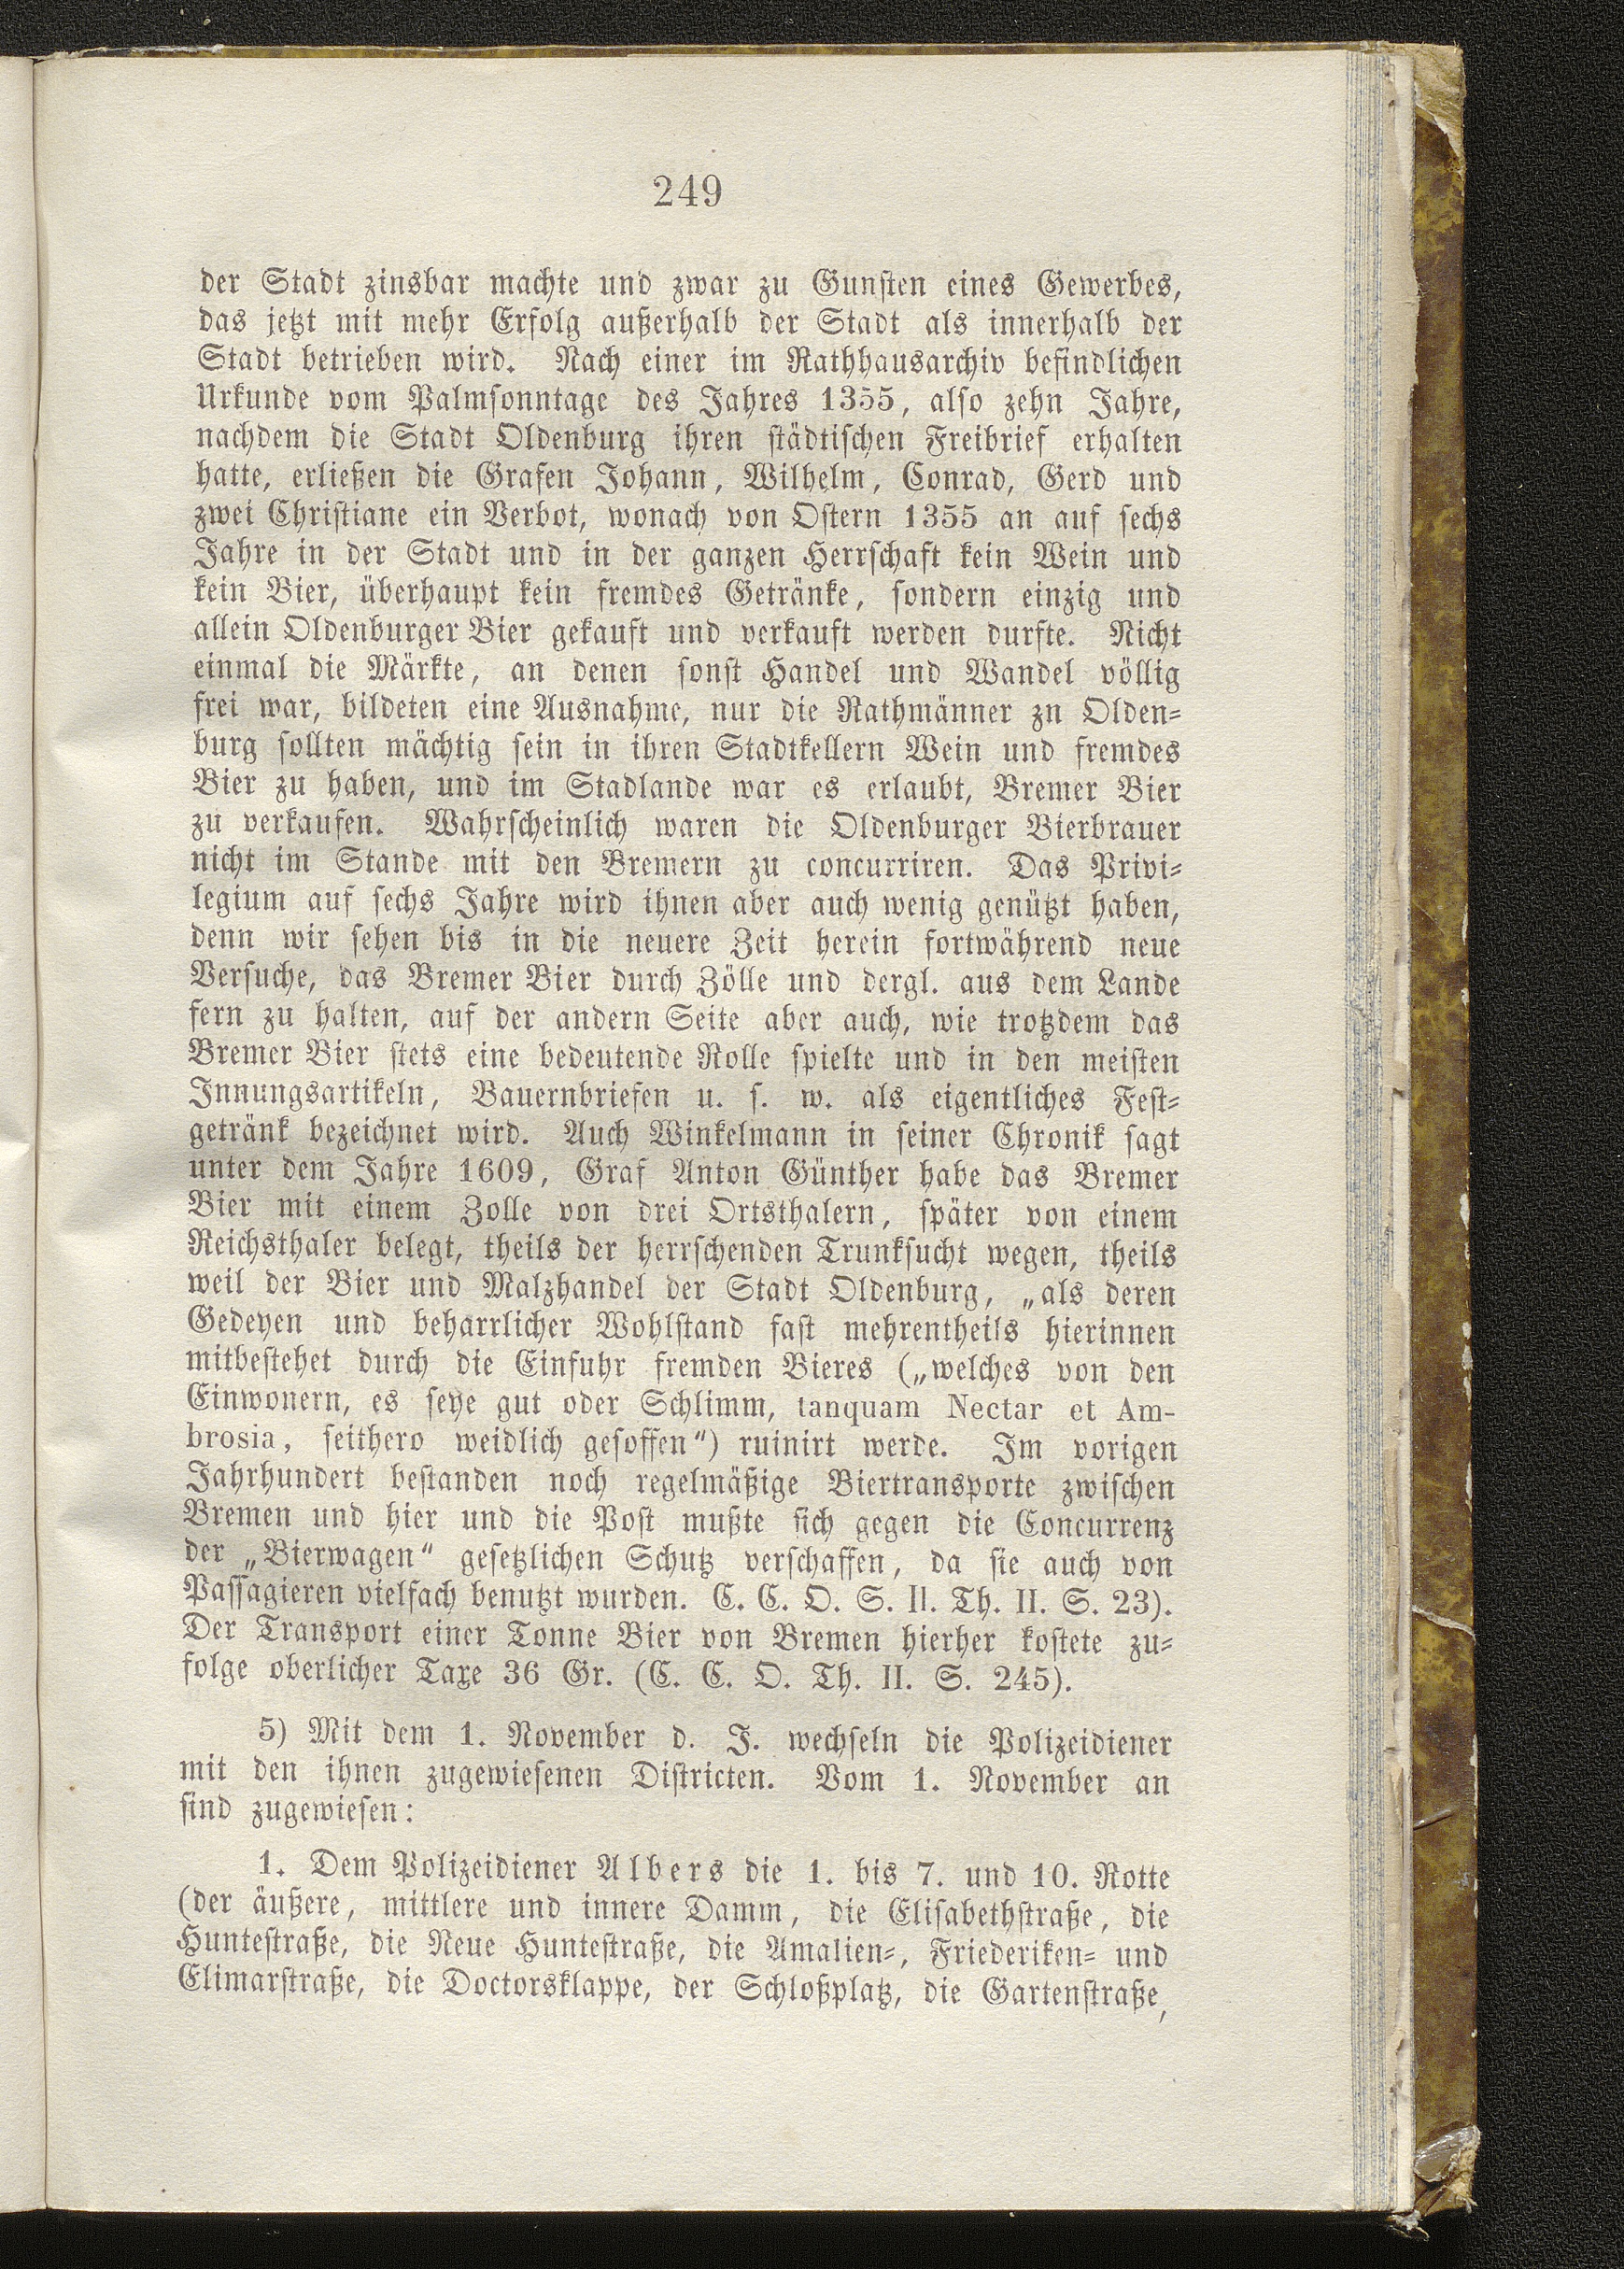 249
der Stadt zinsbar machte und zwar zu Gunsten eines Gewerbes,
das jetzt mit mehr Erfolg außerhalb der Stadt als innerhalb der
Stadt betrieben wird. Nach einer im Rathhausarchiv befindlichen
Urkunde vom Palmsonntage des Jahres 1355, also zehn Jahre,
nachdem die Stadt Oldenburg ihren städtischen Freibrief erhalten
hatte, erließen die Grafen Johann, Wilhelm, Conrad, Gerd und
zwei Christiane ein Verbot, wonach von Ostern 1355 an auf sechs
Jahre in der Stadt und in der ganzen Herrschaft kein Wein und
kein Bier, überhaupt kein fremdes Getränke, sondern einzig und
allein Oldenburger Bier gekauft und verkauft werden durfte. Nicht
einmal die Märkte, an denen sonst Handel und Wandel völlig
frei war, bildeten eine Ausnahme, nur die Rathmänner zn Olden-
burg sollten mächtig sein in ihren Stadtkellern Wein und fremdes
Bier zu haben, und im Stadlande war es erlaubt, Bremer Bier
zu verkaufen. Wahrscheinlich waren die Oldenburger Bierbrauer
nicht im Stande mit den Bremern zu concurriren. Das Privi-
legium auf sechs Jahre wird ihnen aber auch wenig genützt haben,
denn wir sehen bis in die neuere Zeit herein fortwährend neue
Versuche, das Bremer Bier durch Zölle und dergl. aus dem Lande
fern zu halten, auf der andern Seite aber auch, wie trotzdem das
Bremer Bier stets eine bedeutende Rolle spielte und in den meisten
Innungsartikeln, Bauernbriefen u. s. w. als eigentliches Fest-
getränk bezeichnet wird. Auch Winkelmann in seiner Chronik sagt
unter dem Jahre 1609, Graf Anton Günther habe das Bremer
Bier mit einem Zolle von drei Ortsthalern, später von einem
Reichsthaler belegt, theils der herrschenden Trunksucht wegen, theils
weil der Bier und Malzhandel der Stadt Oldenburg, „als deren
Gedeyen und beharrlicher Wohlstand fast mehrentheils hierinnen
mitbestehet durch die Einfuhr fremden Bieres („welches von den
Einwonern, es seye gut oder Schlimm, tanquam Nectar et Am-
brosia, seithero weidlich gesoffen“) ruinirt werde. Im vorigen
Jahrhundert bestanden noch regelmäßige Biertransporte zwischen
Bremen und hier und die Post mußte sich gegen die Concurrenz
der „Bierwagen“ gesetzlichen Schutz verschaffen, da sie auch von
Passagieren vielfach benutzt wurden. C. C. O. S. II. Th. II. S. 23).
Der Transport einer Tonne Bier von Bremen hierher kostete zu-
folge oberlicher Taxe 36 Gr. (C. C. O. Th. II. S. 245).
5) Mit dem 1. November d. J. wechseln die Polizeidiener
mit den ihnen zugewiesenen Districten. Vom 1. November an
sind zugewiesen:
1. Dem Polizeidiener Albers die 1. bis 7. und 10. Rotte
(der äußere, mittlere und innere Damm, die Elisabethstraße, die
Huntestraße, die Neue Huntestraße, die Amalien-, Friederiken- und
Elimarstraße, die Doctorsklappe, der Schloßplatz, die Gartenstraße,